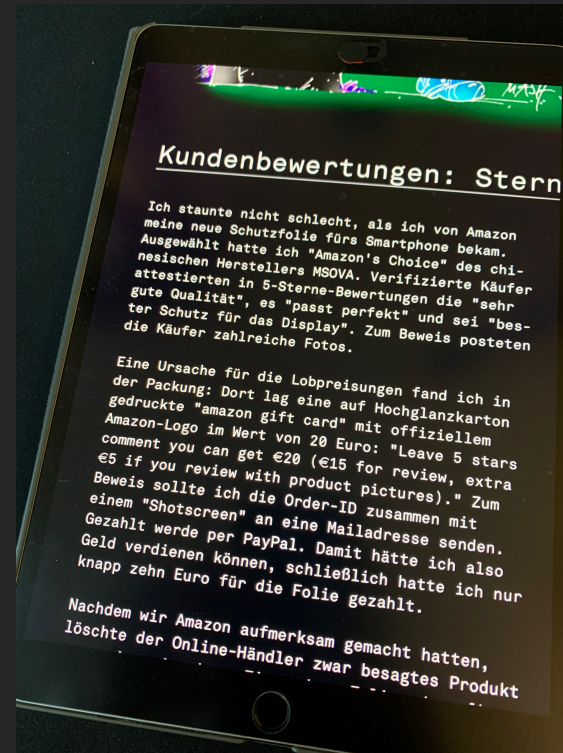 MASH
Kundenbewertungen: Stern
Ich staunte nicht schlecht, als ich von Amazon
meine neue Schutzfolie fürs Smartphone bekam.
Ausgewählt hatte ich "Amazon's Choice" des chi-
nesischen Herstellers MSOVA. Verifizierte Käufer
attestierten in 5-Sterne-Bewertungen die "sehr
gute Qualität", es "passt perfekt" und sei "bes-
ter Schutz für das Display". Zum Beweis posteten
die Käufer zahlreiche Fotos.
Eine Ursache für die Lobpreisungen fand ich in
der Packung: Dort lag eine auf Hochglanzkarton
gedruckte "amazon gift card" mit offiziellem
Amazon-Logo im Wert von 20 Euro: "Leave 5 stars
comment you can get €20 (€15 for review, extra
€5 if you review with product pictures)." Zum
Beweis sollte ich die Order-ID zusammen mit
einem "Shotscreen" an eine Mailadresse senden.
Gezahlt werde per PayPal. Damit hätte ich also
Geld verdienen können, schließlich hatte ich nur
knapp zehn Euro für die Folie gezahlt.
Nachdem wir Amazon aufmerksam gemacht hatten,
löschte der Online-Händler zwar besagtes Produkt